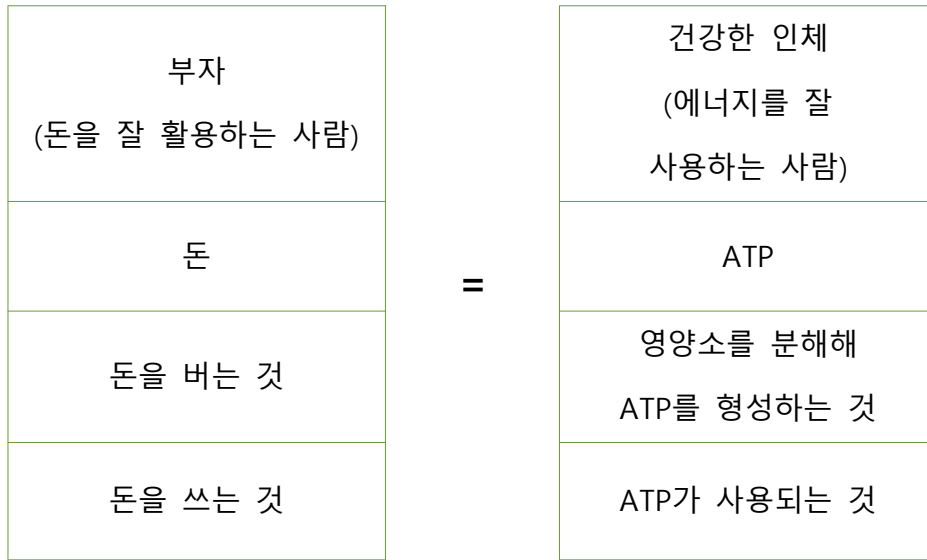 부자
(돈을 잘 활용하는 사람)
돈
돈을 버는 것
돈을 쓰는 것
=
건강한 인체
(에너지를 잘
사용하는 사람)
ATP
영양소를 분해해
ATP를 형성하는 것
ATP가 사용되는 것